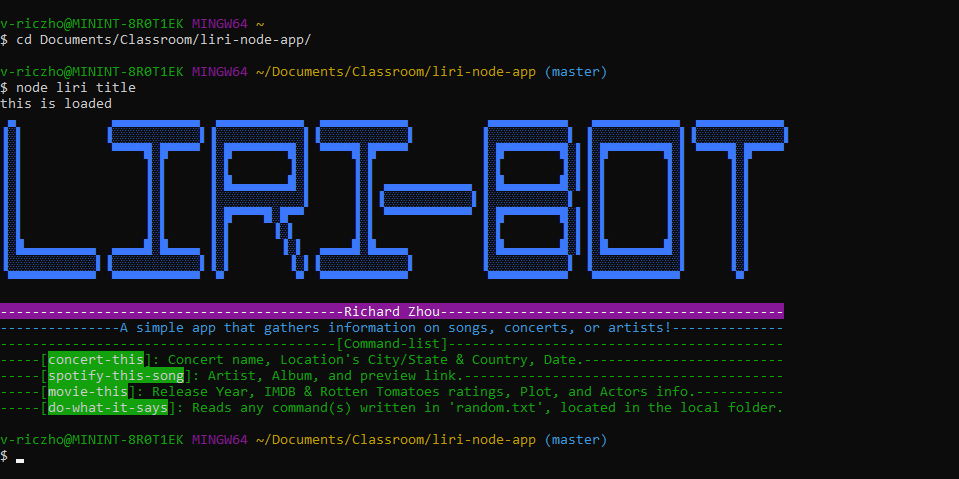 v-riczho@MININT-8R0T1EK MINGW64 ~
$ cd Documents/Classroom/liri-node-app/
v-riczho@MININT-8R0T1EK MINGW64 ~/Documents/Classroom/liri-node-app (master)
$ node liri title
this is loaded
LIRI-BOT
-------------------------------------------Richard Zhou-------------------------------------------
---------------A simple app that gathers information on songs, concerts, or artists!--------------
------------------------------------------[Command-list]------------------------------------------
-----[concert-this]: Concert name, Location's City/State & Country, Date.-------------------------
-----[spotify-this-song]: Artist, Album, and preview link.----------------------------------------
-----[movie-this]: Release Year, IMDB & Rotten Tomatoes ratings, Plot, and Actors info.-----------
-----[do-what-it-says]: Reads any command(s) written in 'random.txt', located in the local folder.
v-riczho@MININT-8R0T1EK MINGW64 ~/Documents/Classroom/liri-node-app (master)
$